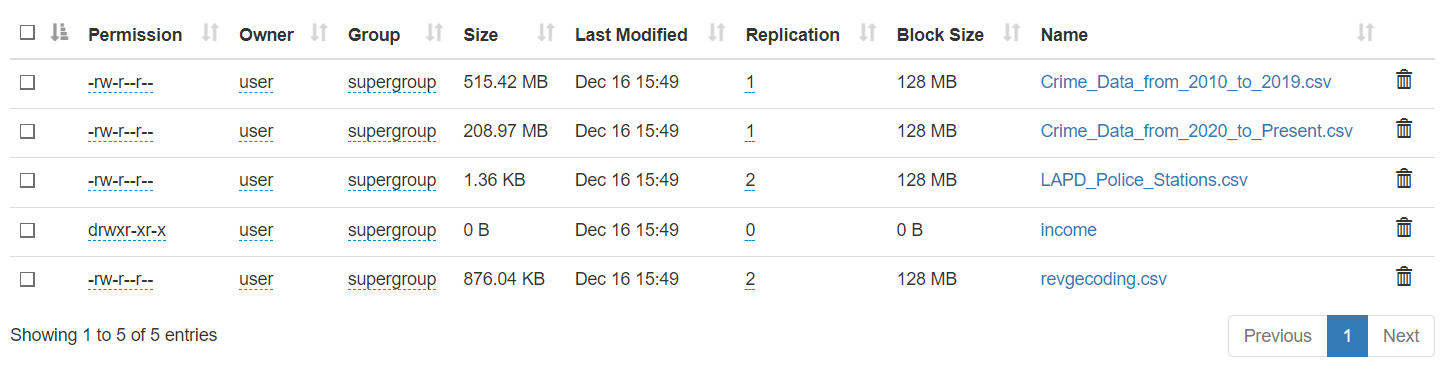 Permission Owner Group Size Last Modified Replication Block Size Name
-rw-r--r-- user supergroup 515.42 MB Dec 16 15:49 1 128 MB Crime_Data_from_2010_to_2019.csv
-rw-r--r-- user supergroup 208.97 MB Dec 16 15:49 1 128 MB Crime_Data_from_2020_to_Present.csv
-rw-r--r-- user supergroup 1.36 KB Dec 16 15:49 2 128 MB LAPD_Police_Stations.csv
drwxr-xr-x user supergroup 0 B Dec 16 15:49 0 0 B income
-rw-r--r-- user supergroup 876.04 KB Dec 16 15:49 2 128 MB revgecoding.csv
Showing 1 to 5 of 5 entries Previous 1 Next